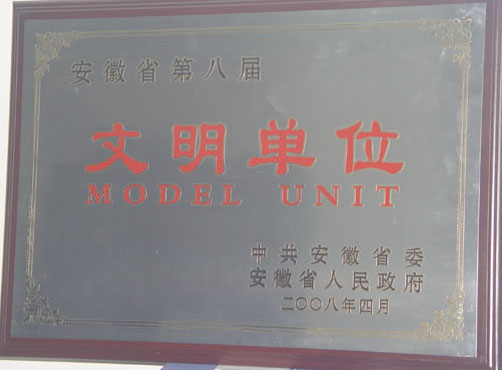 安徽省第八届
文明单位
MODEL UNIT
中共安徽省委
安徽省人民政府
二〇〇八年四月